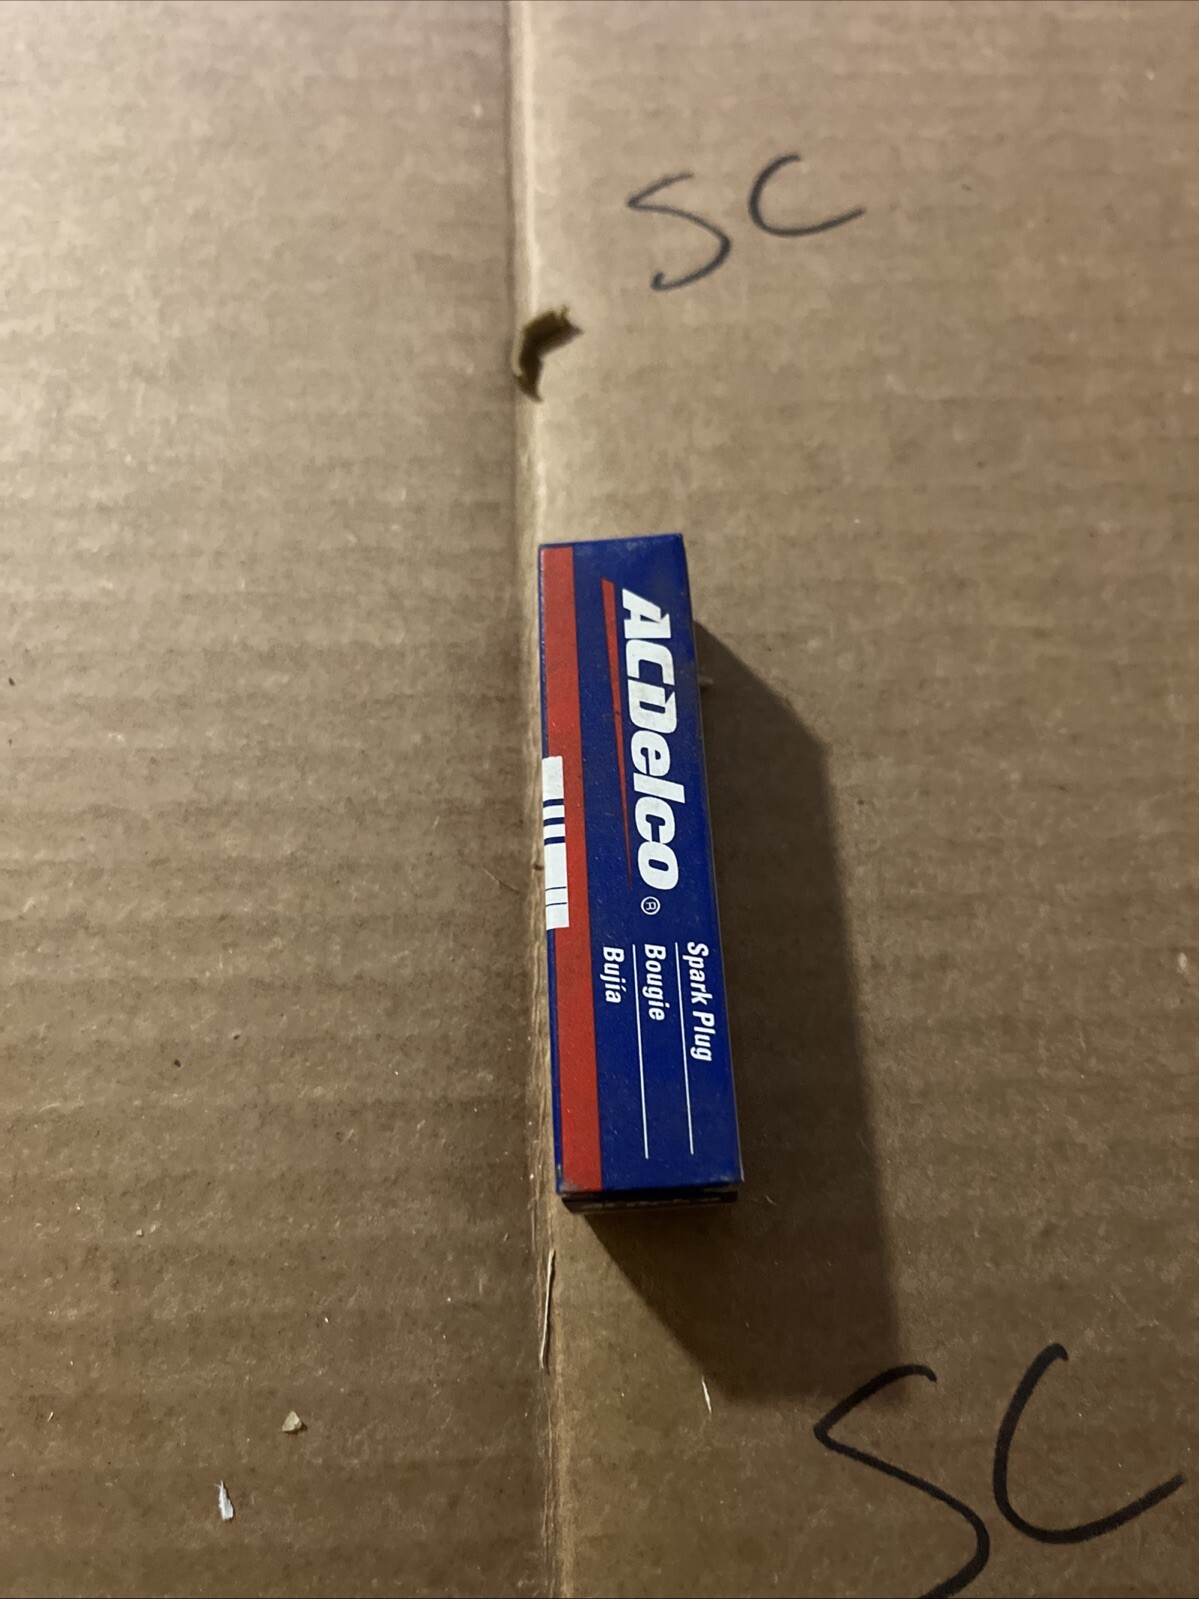 SC
ACDelco®
Spark Plug
Bougie
Bujía
SC